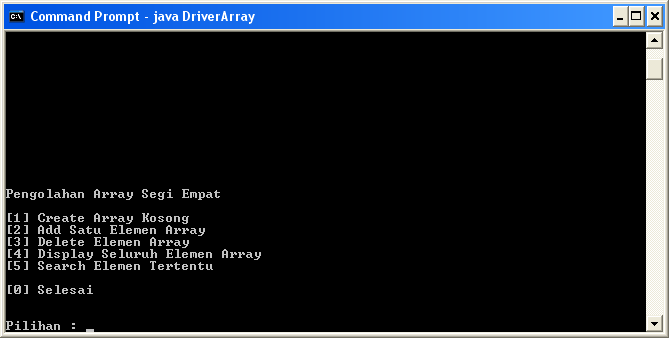 Command Prompt - java DriverArray
Pengolahan Array Segi Empat
[1] Create Array Kosong
[2] Add Satu Elemen Array
[3] Delete Elemen Array
[4] Display Seluruh Elemen Array
[5] Search Elemen Tertentu
[0] Selesai
Pilihan : _